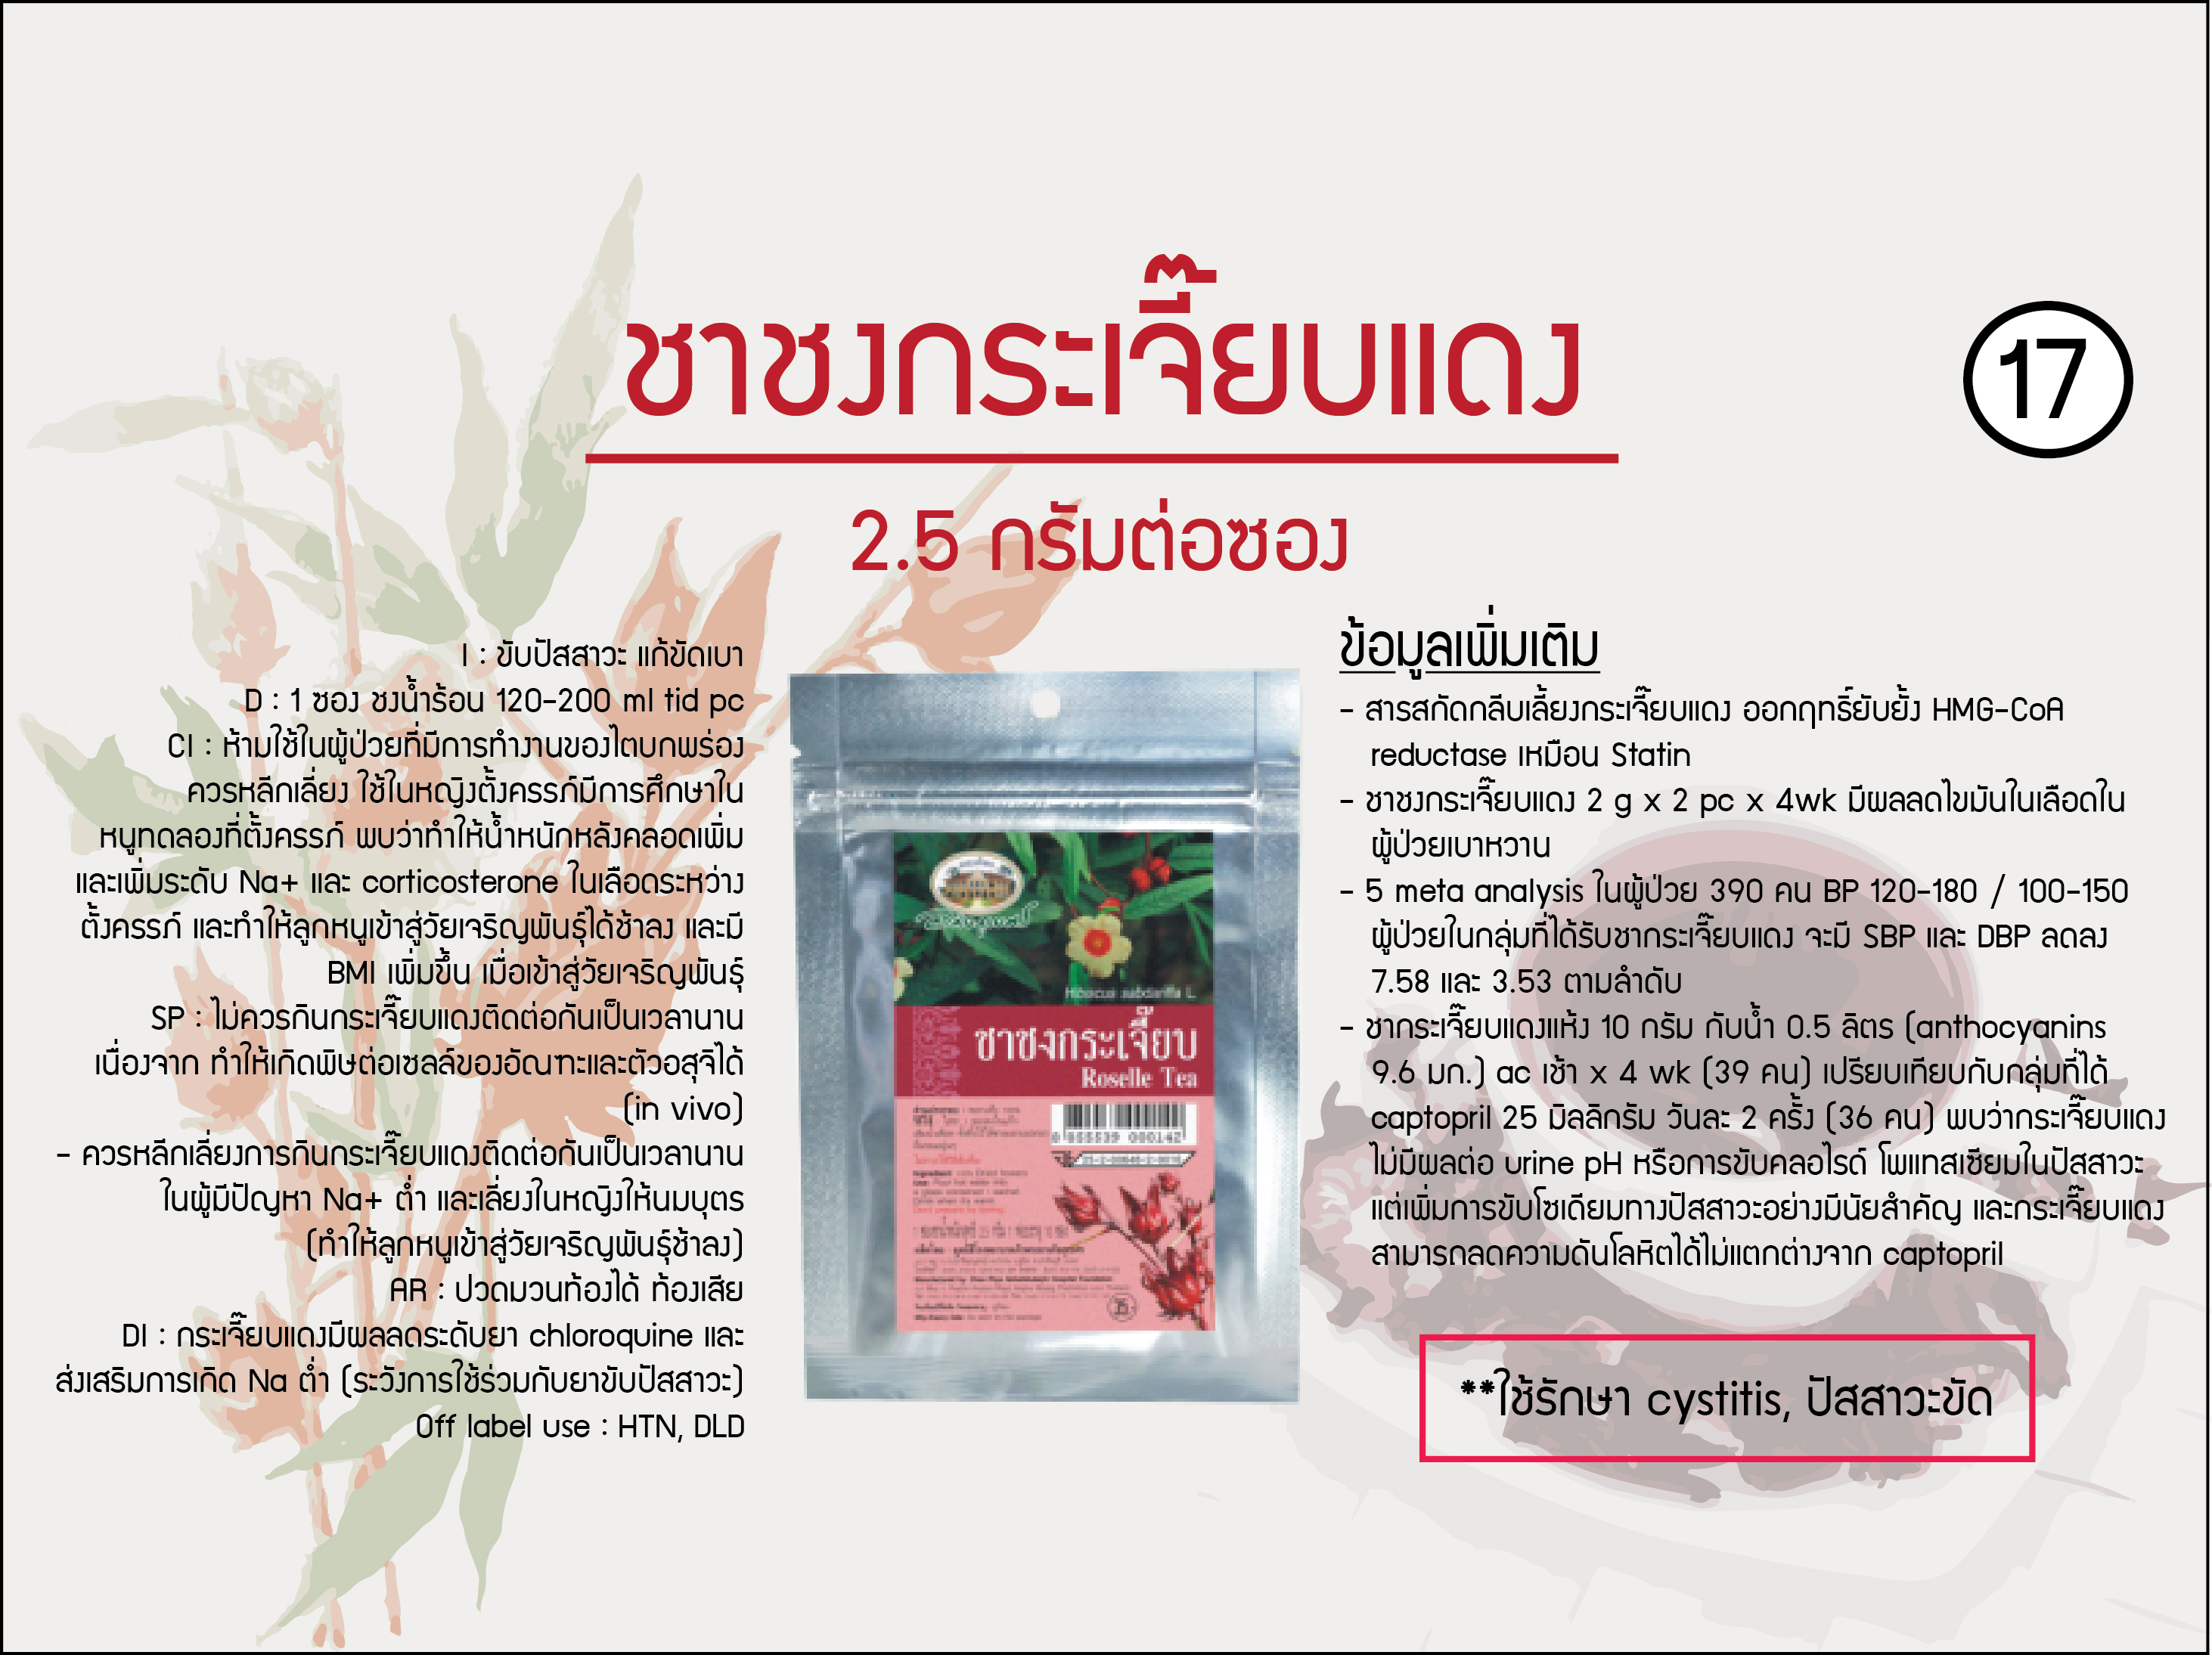 ชาชงกระเจี๊ยบแดง
17
2.5 กรัมต่อซอง
I : ขับปัสสาวะ แก้ขัดเบา
D : 1 ซอง ชงน้ำร้อน 120-200 ml tid pc
CI : ห้ามใช้ในผู้ป่วยที่มีการทำงานของไตบกพร่อง
ควรหลีกเลี่ยง ใช้ในหญิงตั้งครรภ์มีการศึกษาใน
หนูทดลองที่ตั้งครรภ์ พบว่าทำให้น้ำหนักหลังคลอดเพิ่ม
และเพิ่มระดับ Na+ และ corticosterone ในเลือดระหว่าง
ตั้งครรภ์ และทำให้ลูกหนูเข้าสู่วัยเจริญพันธุ์ได้ช้าลง และมี
BMI เพิ่มขึ้น เมื่อเข้าสู่วัยเจริญพันธุ์
SP : ไม่ควรกินกระเจี๊ยบแดงติดต่อกันเป็นเวลานาน
เนื่องจาก ทำให้เกิดพิษต่อเซลล์ของอัณฑะและตัวอสุจิได้
(in vivo)
- ควรหลีกเลี่ยงการกินกระเจี๊ยบแดงติดต่อกันเป็นเวลานาน
ในผู้มีปัญหา Na+ ต่ำ และเลี่ยงในหญิงให้นมบุตร
(ทำให้ลูกหนูเข้าสู่วัยเจริญพันธุ์ช้าลง)
AR : ปวดมวนท้องได้ ท้องเสีย
DI : กระเจี๊ยบแดงมีผลลดระดับยา chloroquine และ
ส่งเสริมการเกิด Na ต่ำ (ระวังการใช้ร่วมกับยาขับปัสสาวะ)
Off label use : HTN, DLD
Hibiscus sabdariffa L.
ชาชงกระเจี๊ยบ
Roselle Tea
ข้อมูลเพิ่มเติม
- สารสกัดกลีบเลี้ยงกระเจี๊ยบแดง ออกฤทธิ์ยับยั้ง HMG-CoA
reductase เหมือน Statin
- ชาชงกระเจี๊ยบแดง 2 g x 2 pc x 4wk มีผลลดไขมันในเลือดใน
ผู้ป่วยเบาหวาน
- 5 meta analysis ในผู้ป่วย 390 คน BP 120-180 / 100-150
ผู้ป่วยในกลุ่มที่ได้รับชากระเจี๊ยบแดง จะมี SBP และ DBP ลดลง
7.58 และ 3.53 ตามลำดับ
- ชากระเจี๊ยบแดงแห้ง 10 กรัม กับน้ำ 0.5 ลิตร (anthocyanins
9.6 มก.) ac เช้า x 4 wk (39 คน) เปรียบเทียบกับกลุ่มที่ได้
captopril 25 มิลลิกรัม วันละ 2 ครั้ง (36 คน) พบว่ากระเจี๊ยบแดง
ไม่มีผลต่อ urine pH หรือการขับคลอไรด์ โพแทสเซียมในปัสสาวะ
แต่เพิ่มการขับโซเดียมทางปัสสาวะอย่างมีนัยสำคัญ และกระเจี๊ยบแดง
สามารถลดความดันโลหิตได้ไม่แตกต่างจาก captopril
**ใช้รักษา cystitis, ปัสสาวะขัด